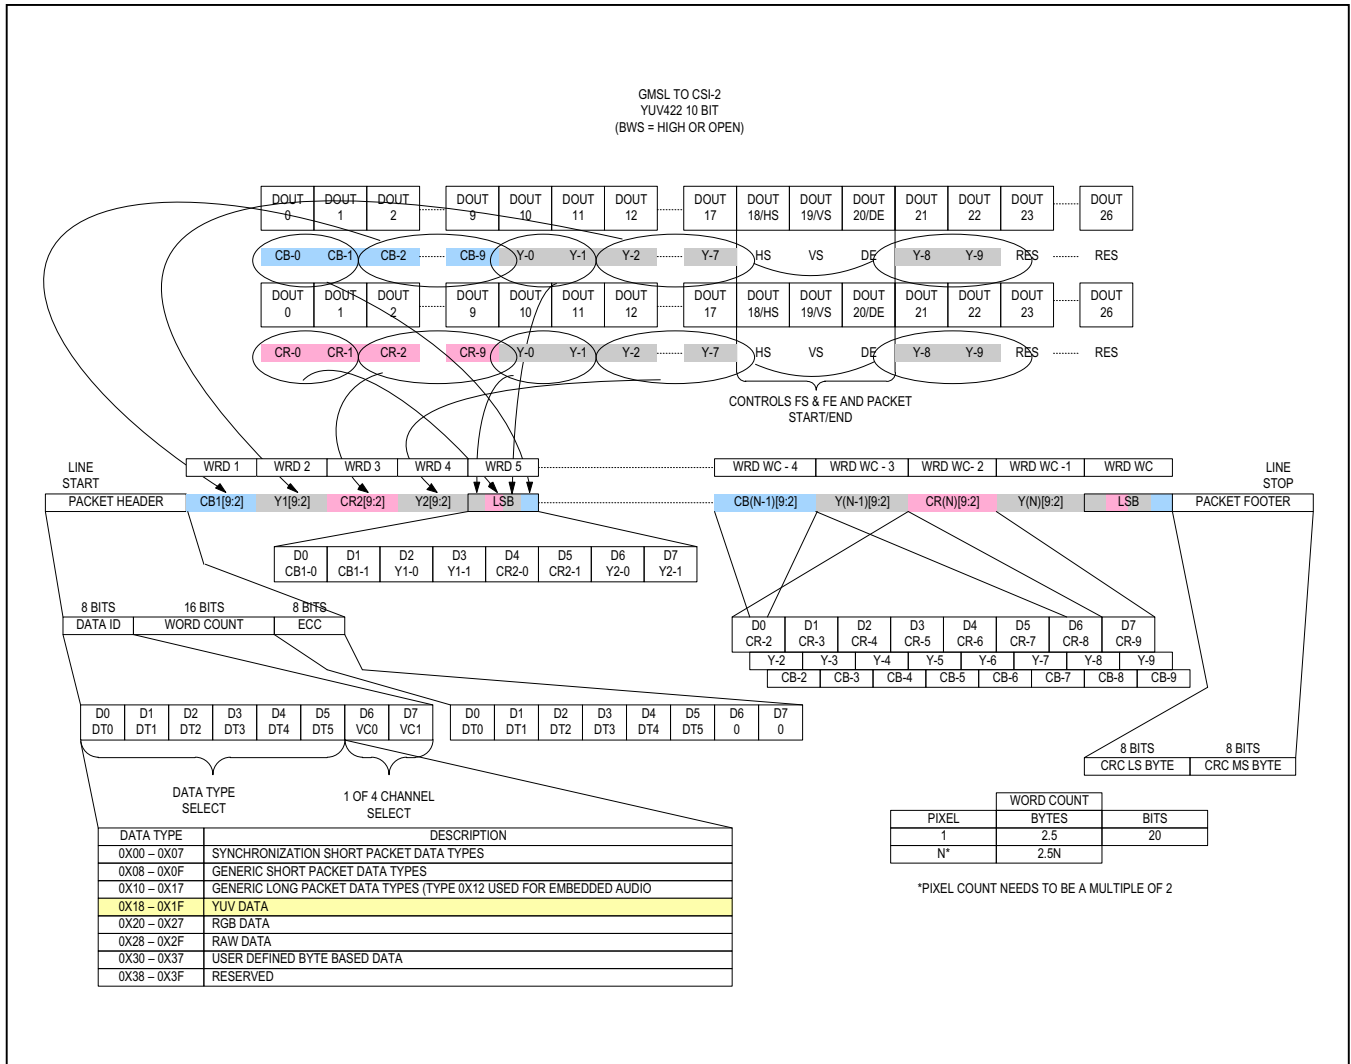 GMSL TO CSI-2
YUV422 10 BIT
(BWS = HIGH OR OPEN)
DOUT 0 DOUT 1 DOUT 2 DOUT 9 DOUT 10 DOUT 11 DOUT 12 DOUT 17 DOUT 18/HS DOUT 19/VS DOUT 20/DE DOUT 21 DOUT 22 DOUT 23 DOUT 26
CB-0 CB-1 CB-2 CB-9 Y-0 Y-1 Y-2 Y-7 HS VS DE Y-8 Y-9 RES RES
DOUT 0 DOUT 1 DOUT 2 DOUT 9 DOUT 10 DOUT 11 DOUT 12 DOUT 17 DOUT 18/HS DOUT 19/VS DOUT 20/DE DOUT 21 DOUT 22 DOUT 23 DOUT 26
CR-0 CR-1 CR-2 CR-9 Y-0 Y-1 Y-2 Y-7 HS VS DE Y-8 Y-9 RES RES
CONTROLS FS & FE AND PACKET
START/END
LINE START
WRD 1 WRD 2 WRD 3 WRD 4 WRD 5 WRD WC - 4 WRD WC - 3 WRD WC- 2 WRD WC -1 WRD WC
LINE STOP
PACKET HEADER CB1[9:2] Y1[9:2] CR2[9:2] Y2[9:2] LSB CB(N-1)[9:2] Y(N-1)[9:2] CR(N)[9:2] Y(N)[9:2] LSB PACKET FOOTER
D0 D1 D2 D3 D4 D5 D6 D7
CB1-0 CB1-1 Y1-0 Y1-1 CR2-0 CR2-1 Y2-0 Y2-1
8 BITS 16 BITS 8 BITS
DATA ID WORD COUNT ECC
D0 D1 D2 D3 D4 D5 D6 D7
CR-2 CR-3 CR-4 CR-5 CR-6 CR-7 CR-8 CR-9
Y-2 Y-3 Y-4 Y-5 Y-6 Y-7 Y-8 Y-9
CB-2 CB-3 CB-4 CB-5 CB-6 CB-7 CB-8 CB-9
D0 D1 D2 D3 D4 D5 D6 D7
DT0 DT1 DT2 DT3 DT4 DT5 VC0 VC1
D0 D1 D2 D3 D4 D5 D6 D7
DT0 DT1 DT2 DT3 DT4 DT5 0 0
8 BITS 8 BITS
CRC LS BYTE CRC MS BYTE
DATA TYPE
SELECT
1 OF 4 CHANNEL
SELECT
WORD COUNT
PIXEL BYTES BITS
1 2.5 20
N* 2.5N
*PIXEL COUNT NEEDS TO BE A MULTIPLE OF 2
DATA TYPE DESCRIPTION
0X00 – 0X07 SYNCHRONIZATION SHORT PACKET DATA TYPES
0X08 – 0X0F GENERIC SHORT PACKET DATA TYPES
0X10 – 0X17 GENERIC LONG PACKET DATA TYPES (TYPE 0X12 USED FOR EMBEDDED AUDIO
0X18 – 0X1F YUV DATA
0X20 – 0X27 RGB DATA
0X28 – 0X2F RAW DATA
0X30 – 0X37 USER DEFINED BYTE BASED DATA
0X38 – 0X3F RESERVED